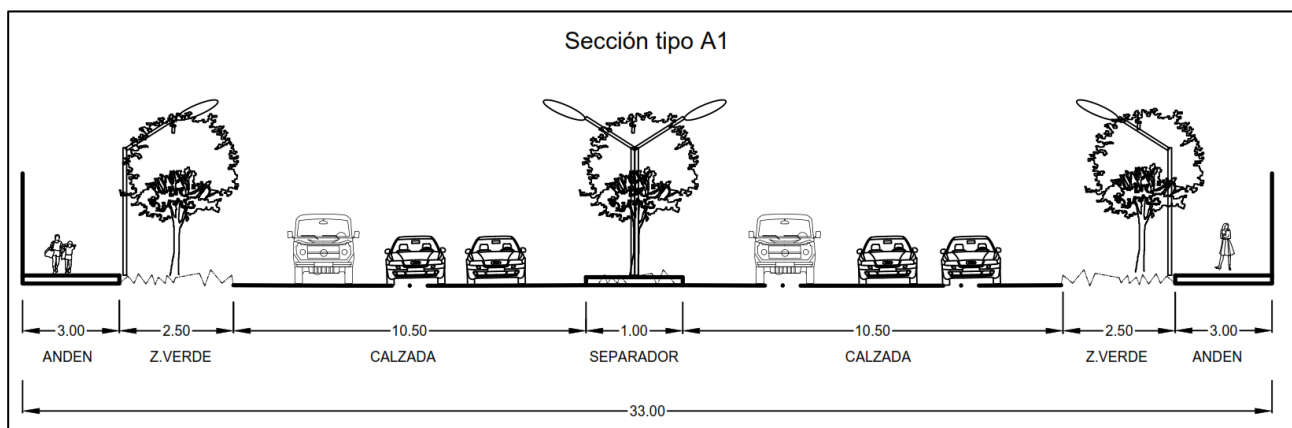 Sección tipo A1
3.00 2.50 10.50 1.00 10.50 2.50 3.00
ANDEN Z.VERDE CALZADA SEPARADOR CALZADA Z.VERDE ANDEN
33.00